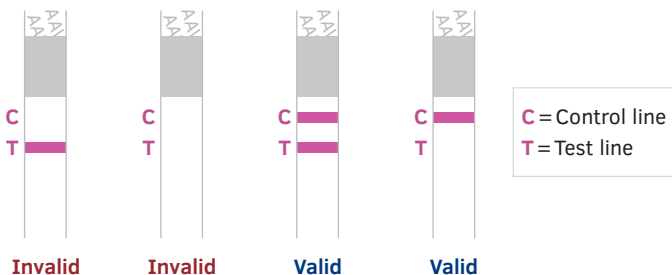 C
T
Invalid
C
T
Invalid
C
T
Valid
C
T
Valid
C = Control line
T = Test line